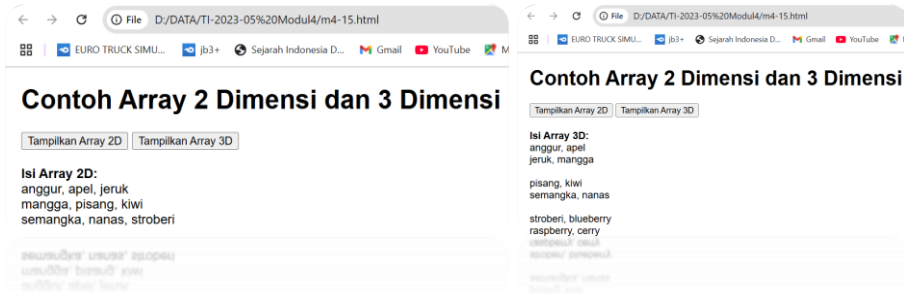 File D:/DATA/TI-2023-05%20Modul4/m4-15.html
EURO TRUCK SIMU... jb3+ Sejarah Indonesia D... Gmail YouTube M
Contoh Array 2 Dimensi dan 3 Dimensi
Tampilkan Array 2D Tampilkan Array 3D
Isi Array 2D:
anggur, apel, jeruk
mangga, pisang, kiwi
semangka, nanas, stroberi
File D:/DATA/TI-2023-05%20Modul4/m4-15.html
EURO TRUCK SIMU... jb3+ Sejarah Indonesia D... Gmail YouTube
Contoh Array 2 Dimensi dan 3 Dimensi
Tampilkan Array 2D Tampilkan Array 3D
Isi Array 3D:
anggur, apel
jeruk, mangga
pisang, kiwi
semangka, nanas
stroberi, blueberry
raspberry, cerry